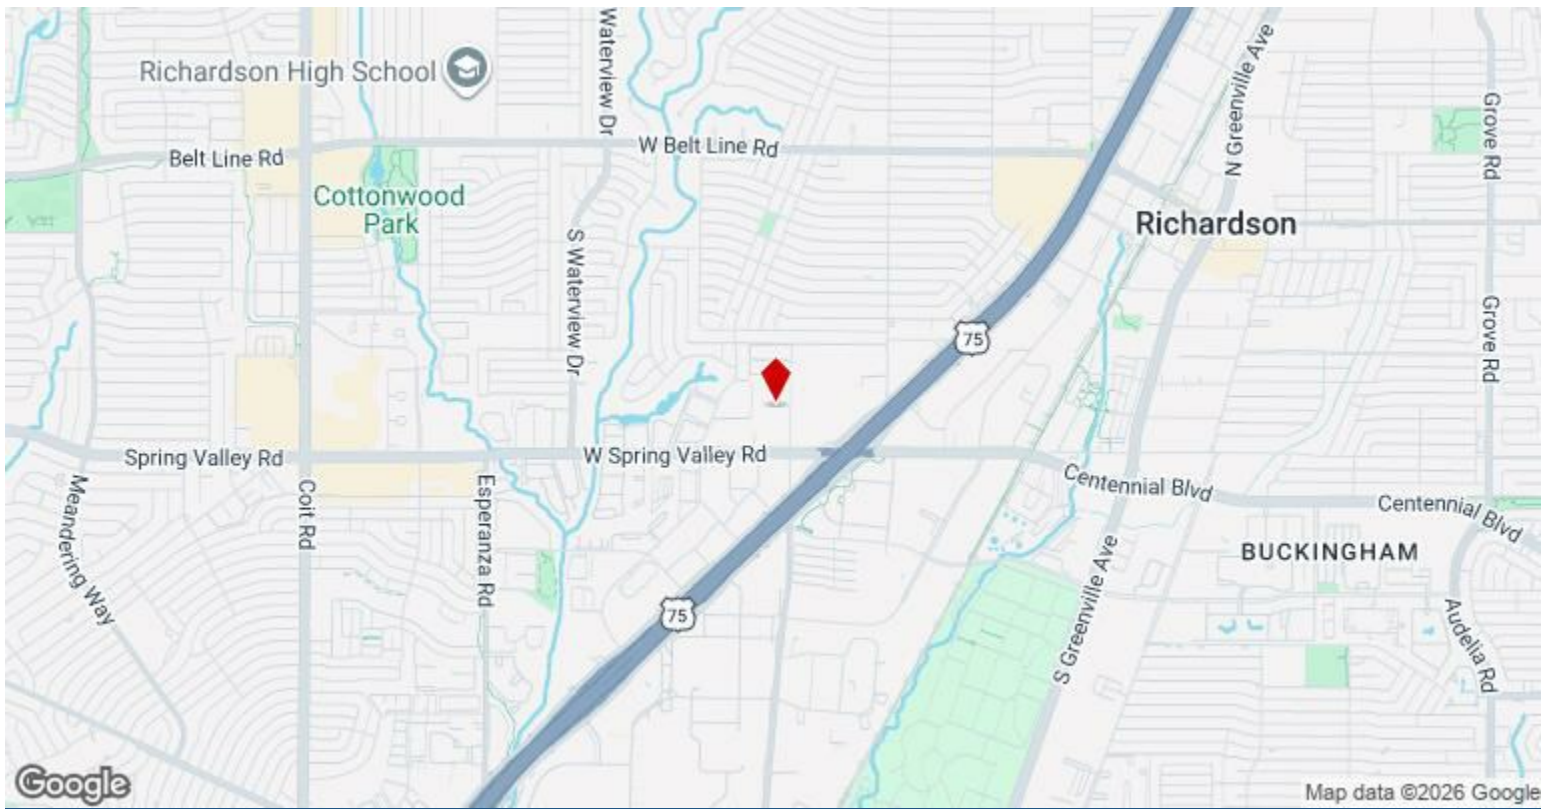 Richardson High School
Waterview Dr
N Greenville Ave
Grove Rd
W Belt Line Rd
Belt Line Rd
Cottonwood
Park
S Waterview Dr
Richardson
75
Grove Rd
Spring Valley Rd
W Spring Valley Rd
Centennial Blvd
Centennial Blvd
Meandering Way
Coit Rd
Esperanza Rd
S Greenville Ave
BUCKINGHAM
75
Audelia Rd
Google
Map data ©2026 Google